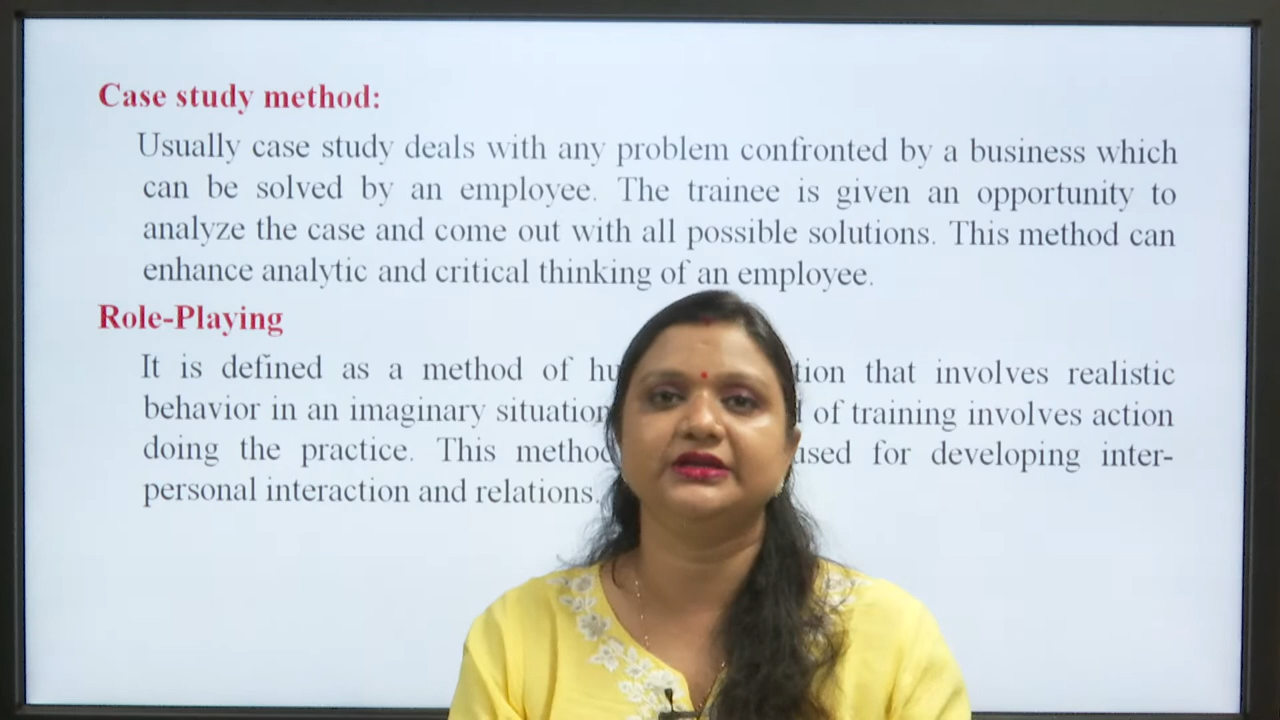 Case study method:
Usually case study deals with any problem confronted by a business which
can be solved by an employee. The trainee is given an opportunity to
analyze the case and come out with all possible solutions. This method can
enhance analytic and critical thinking of an employee.
Role-Playing
It is defined as a method of that involves realistic
behavior in an imaginary of training involves action
doing the practice. This for developing inter-
personal interaction and relations.